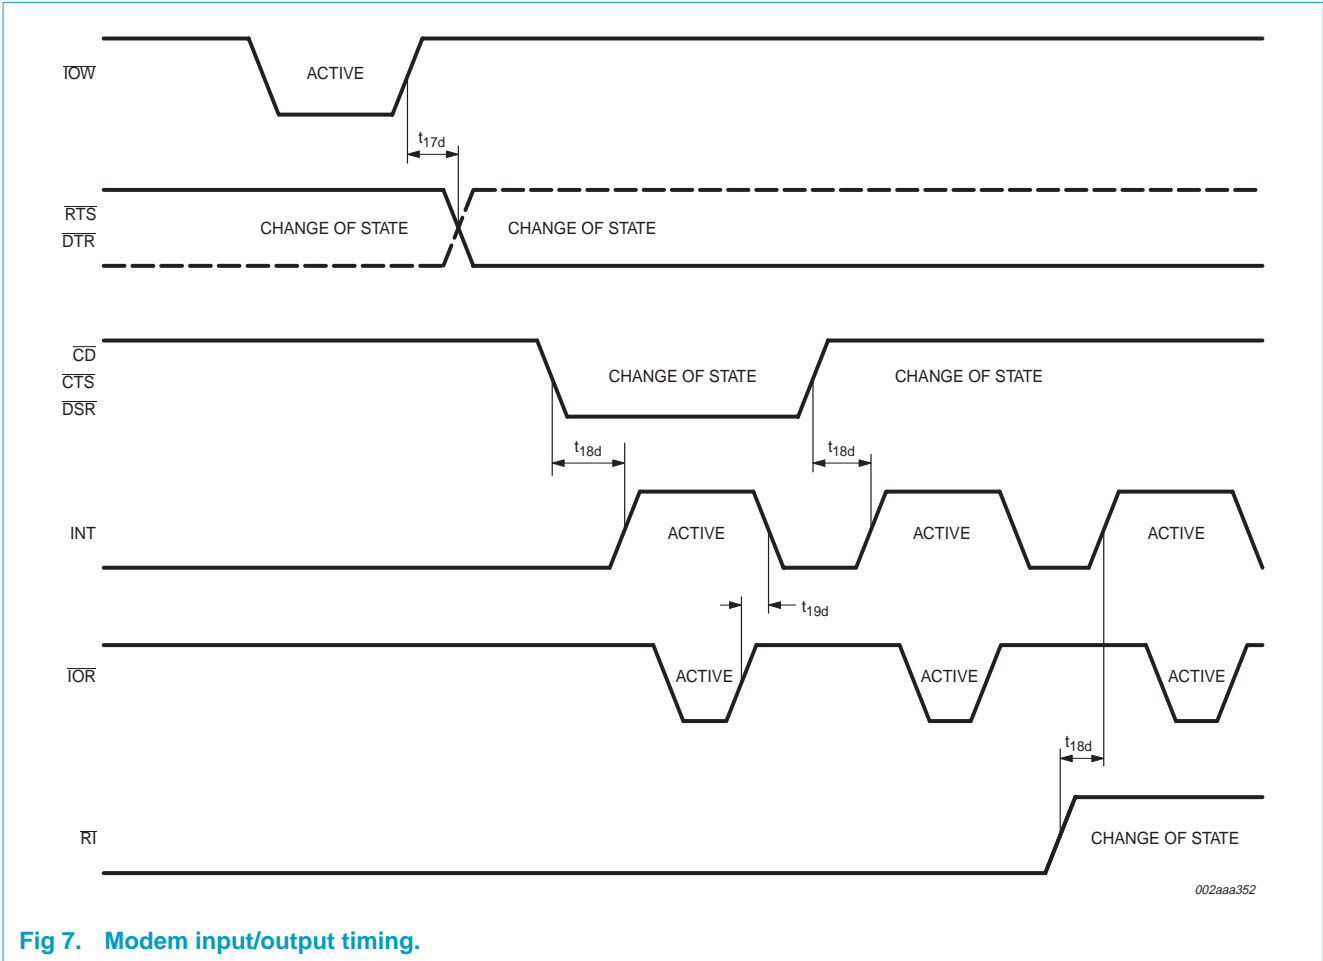 IOW
ACTIVE
t17d
RTS
DTR
CHANGE OF STATE
CHANGE OF STATE
CD
CTS
DSR
CHANGE OF STATE
CHANGE OF STATE
t18d
t18d
INT
ACTIVE
ACTIVE
ACTIVE
t19d
IOR
ACTIVE
ACTIVE
ACTIVE
t18d
RI
CHANGE OF STATE
002aaa352
Fig 7. Modem input/output timing.